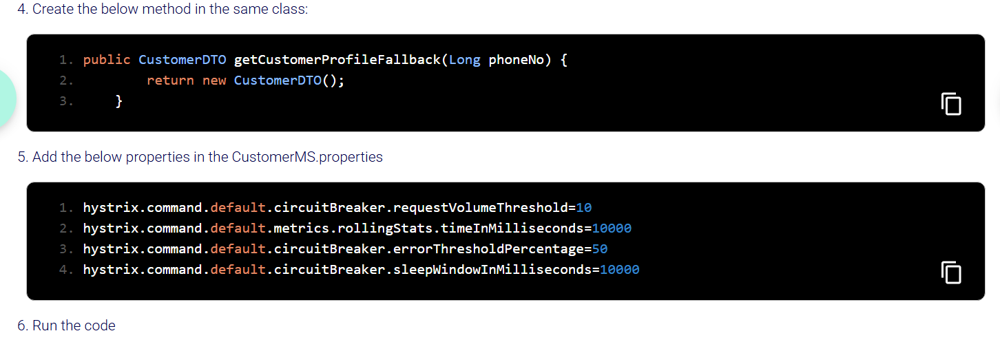 4. Create the below method in the same class:
1. public CustomerDTO getCustomerProfileFallback(Long phoneNo) {
2. return new CustomerDTO();
3. }
5. Add the below properties in the CustomerMS.properties
1. hystrix.command.default.circuitBreaker.requestVolumeThreshold=10
2. hystrix.command.default.metrics.rollingStats.timeInMilliseconds=10000
3. hystrix.command.default.circuitBreaker.errorThresholdPercentage=50
4. hystrix.command.default.circuitBreaker.sleepWindowInMilliseconds=10000
6. Run the code